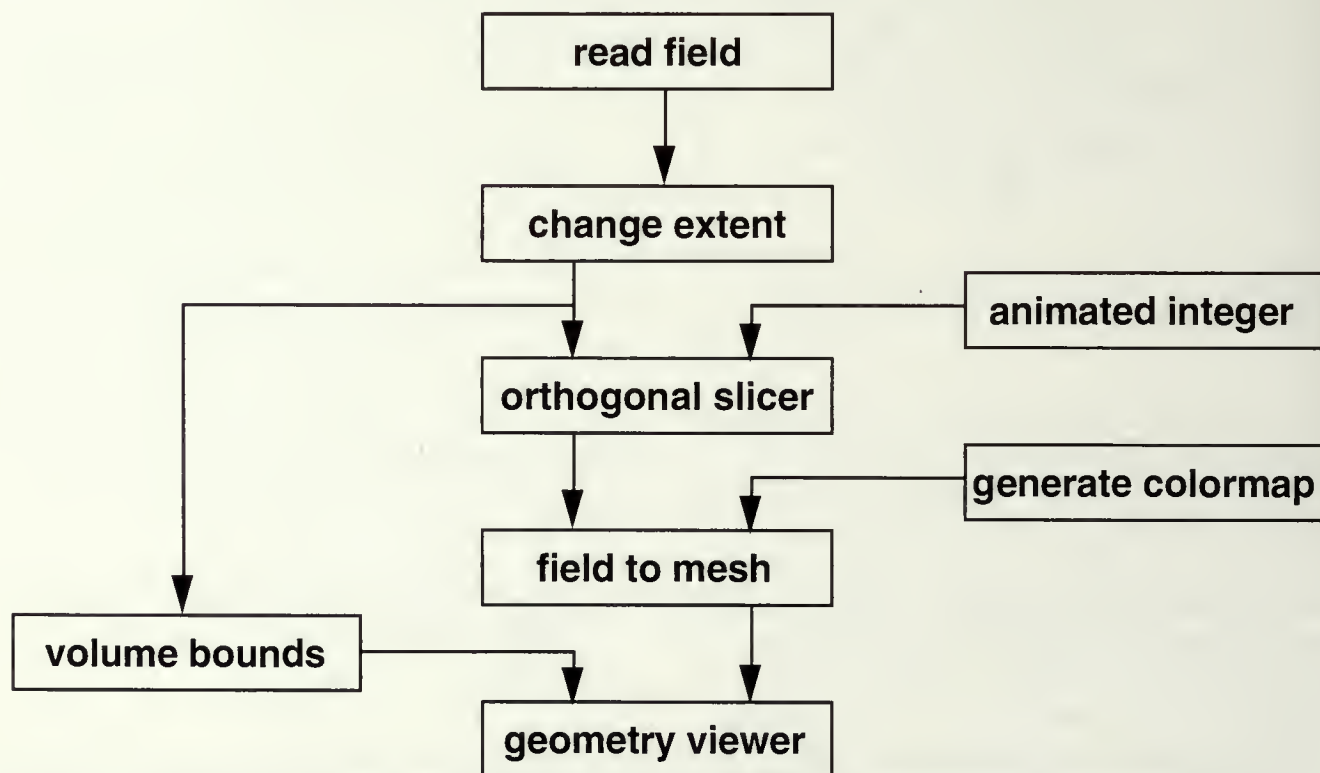 read field
change extent
animated integer
orthogonal slicer
generate colormap
field to mesh
volume bounds
geometry viewer